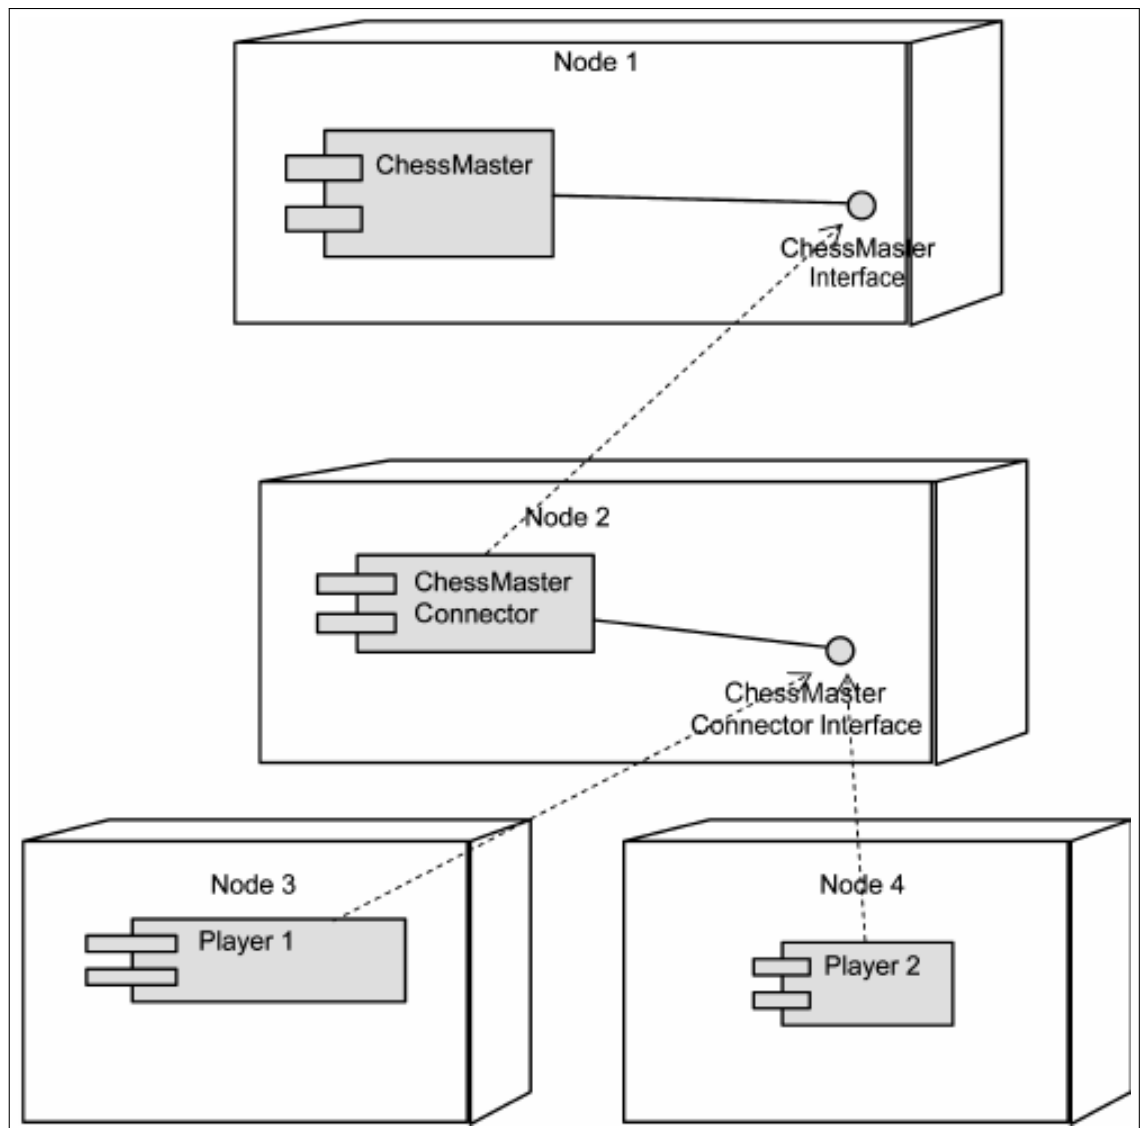 Node 1
ChessMaster
ChessMaster
Interface
Node 2
ChessMaster
Connector
ChessMaster
Connector Interface
Node 3
Player 1
Node 4
Player 2